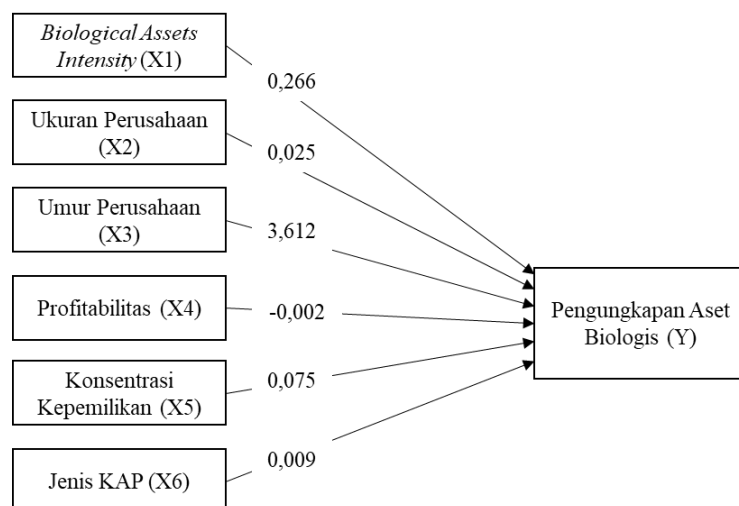 Biological Assets
Intensity (X1)
0,266
Ukuran Perusahaan
(X2)
0,025
Umur Perusahaan
(X3)
3,612
Profitabilitas (X4)
-0,002
Pengungkapan Aset
Biologis (Y)
Konsentrasi
Kepemilikan (X5)
0,075
Jenis KAP (X6)
0,009